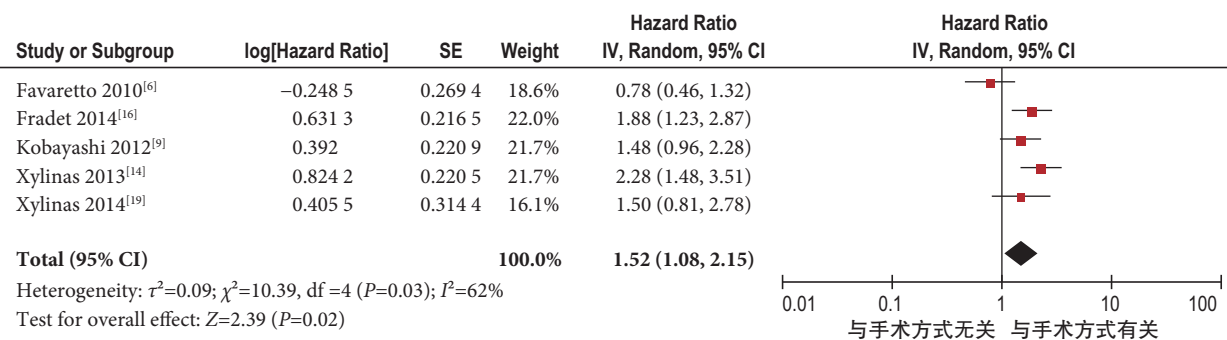 Hazard Ratio Hazard Ratio
Study or Subgroup log[Hazard Ratio] SE Weight IV, Random, 95% CI IV, Random, 95% CI
Favaretto 2010[6] −0.248 5 0.269 4 18.6% 0.78 (0.46, 1.32)
Fradet 2014[16] 0.631 3 0.216 5 22.0% 1.88 (1.23, 2.87)
Kobayashi 2012[9] 0.392 0.220 9 21.7% 1.48 (0.96, 2.28)
Xylinas 2013[14] 0.824 2 0.220 5 21.7% 2.28 (1.48, 3.51)
Xylinas 2014[19] 0.405 5 0.314 4 16.1% 1.50 (0.81, 2.78)
Total (95% CI) 100.0% 1.52 (1.08, 2.15)
Heterogeneity: τ²=0.09; χ²=10.39, df =4 (P=0.03); I²=62%
Test for overall effect: Z=2.39 (P=0.02)
0.01 0.1 1 10 100
与手术方式无关 与手术方式有关